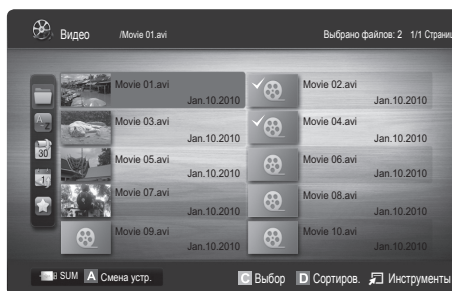 Видео /Movie 01.avi Выбрано файлов: 2 1/1 Страниц
Movie 01.avi Movie 02.avi
Jan.10.2010 Jan.10.2010
Movie 03.avi Movie 04.avi
Jan.10.2010 Jan.10.2010
Movie 05.avi Movie 06.avi
Jan.10.2010 Jan.10.2010
Movie 07.avi Movie 08.avi
Jan.10.2010 Jan.10.2010
Movie 09.avi Movie 10.avi
Jan.10.2010 Jan.10.2010
A Z
30
1
SUM A Смена устр. C Выбор D Сортиров. Инструменты